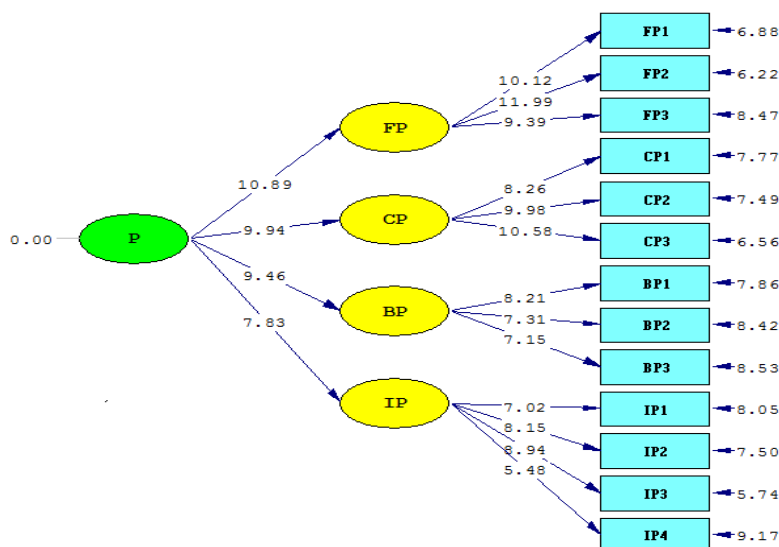 FP1
6.88
10.12
FP2
6.22
11.99
FP
9.39
FP3
8.47
CP1
7.77
10.89
8.26
CP
9.98
CP2
7.49
0.00
P
9.94
10.58
CP3
6.56
9.46
BP1
7.86
8.21
BP
7.31
BP2
8.42
7.83
7.15
BP3
8.53
IP
7.02
IP1
8.05
8.15
IP2
7.50
8.94
5.48
IP3
5.74
IP4
9.17